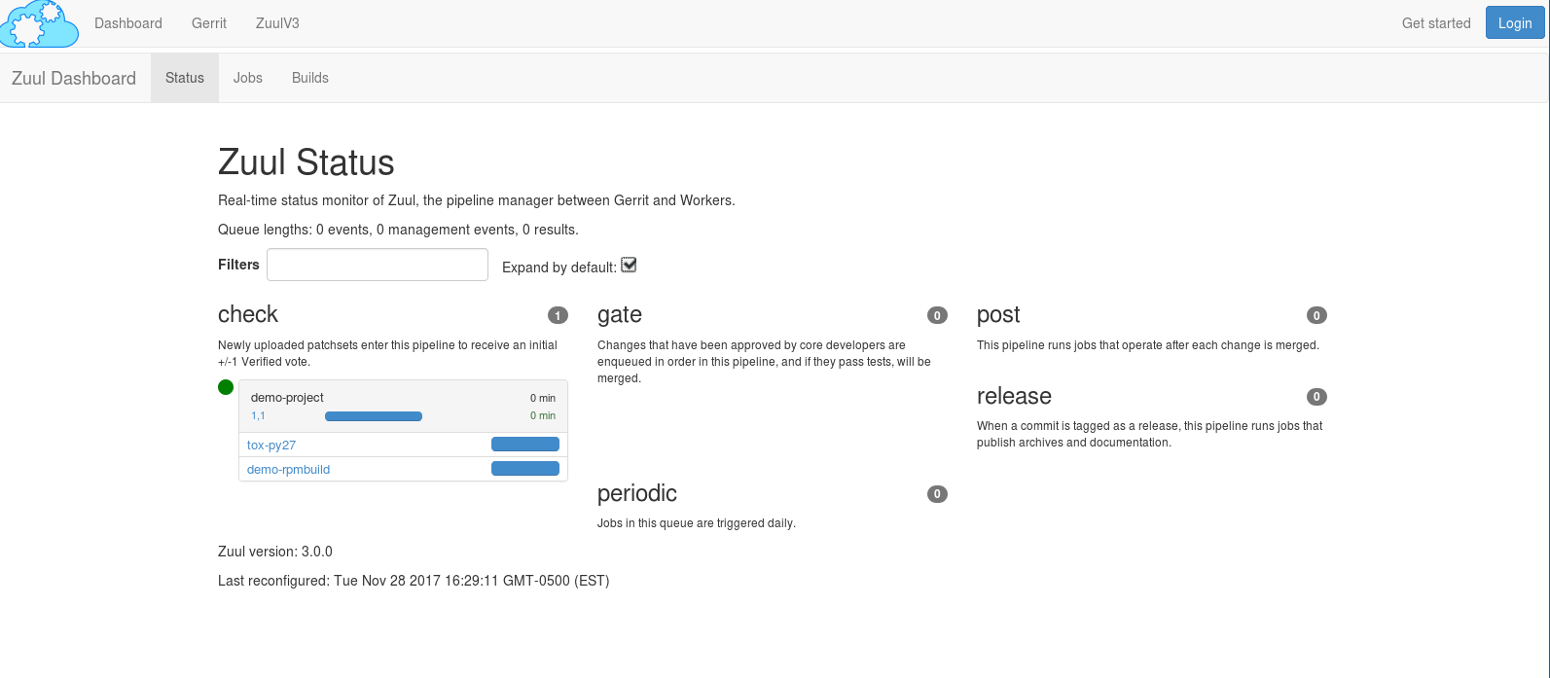 Dashboard Gerrit ZuulV3 Get started Login
Zuul Dashboard Status Jobs Builds
Zuul Status
Real-time status monitor of Zuul, the pipeline manager between Gerrit and Workers.
Queue lengths: 0 events, 0 management events, 0 results.
Filters Expand by default:
check 1
Newly uploaded patchsets enter this pipeline to receive an initial
+/-1 Verified vote.
demo-project 0 min
1,1 0 min
tox-py27
demo-rpmbuild
gate 0
Changes that have been approved by core developers are
enqueued in order in this pipeline, and if they pass tests, will be
merged.
post 0
This pipeline runs jobs that operate after each change is merged.
release 0
When a commit is tagged as a release, this pipeline runs jobs that
publish archives and documentation.
periodic 0
Jobs in this queue are triggered daily.
Zuul version: 3.0.0
Last reconfigured: Tue Nov 28 2017 16:29:11 GMT-0500 (EST)